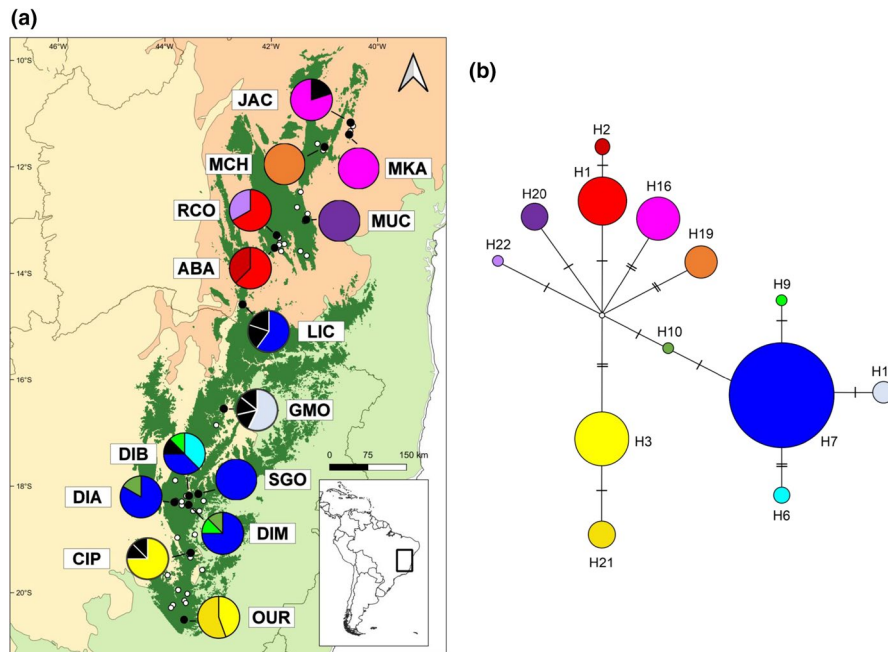 (a)
46°W 44°W 42°W 40°W
10°S
12°S
14°S
16°S
18°S
20°S
JAC
MCH
MKA
RCO
MUC
ABA
LIC
GMO
DIB
SGO
DIA
DIM
CIP
OUR
0 75 150 km
(b)
H2
H1
H16
H20
H19
H22
H9
H10
H7
H3
H6
H21